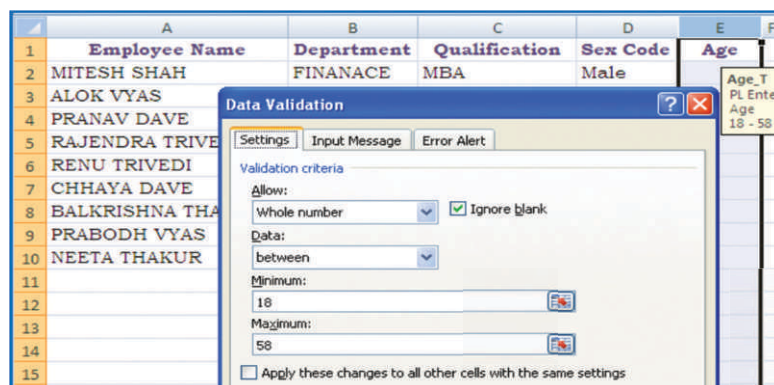 A B C D E F
1 Employee Name Department Qualification Sex Code Age
2 MITESH SHAH FINANACE MBA Male
3 ALOK VYAS
4 PRANAV DAVE
5 RAJENDRA TRIVE
6 RENU TRIVEDI
7 CHHAYA DAVE
8 BALKRISHNA THA
9 PRABODH VYAS
10 NEETA THAKUR
11
12
13
14
15
Age_T
PL Ente
Age
18 - 58
Data Validation
Settings Input Message Error Alert
Validation criteria
Allow:
Whole number Ignore blank
Data:
between
Minimum:
18
Maximum:
58
Apply these changes to all other cells with the same settings